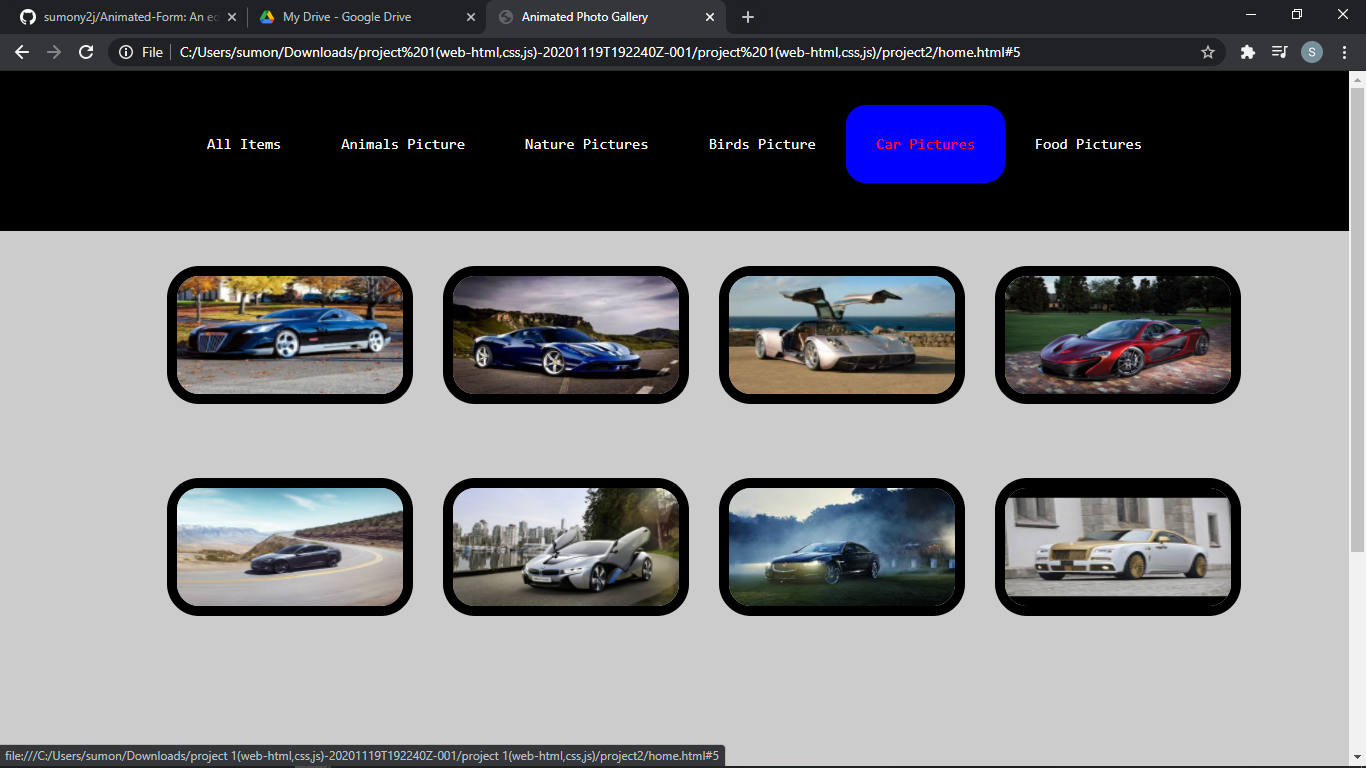 sumony2j/Animated-Form: An ed
My Drive - Google Drive
Animated Photo Gallery
File
C:/Users/sumon/Downloads/project%201(web-html,css,js)-20201119T192240Z-001/project%201(web-html,css,js)/project2/home.html#5
S
All Items
Animals Picture
Nature Pictures
Birds Picture
Car Pictures
Food Pictures
file:///C:/Users/sumon/Downloads/project 1(web-html,css,js)-20201119T192240Z-001/project 1(web-html,css,js)/project2/home.html#5